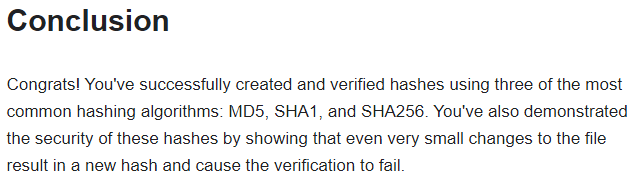 Conclusion
Congrats! You've successfully created and verified hashes using three of the most
common hashing algorithms: MD5, SHA1, and SHA256. You've also demonstrated
the security of these hashes by showing that even very small changes to the file
result in a new hash and cause the verification to fail.